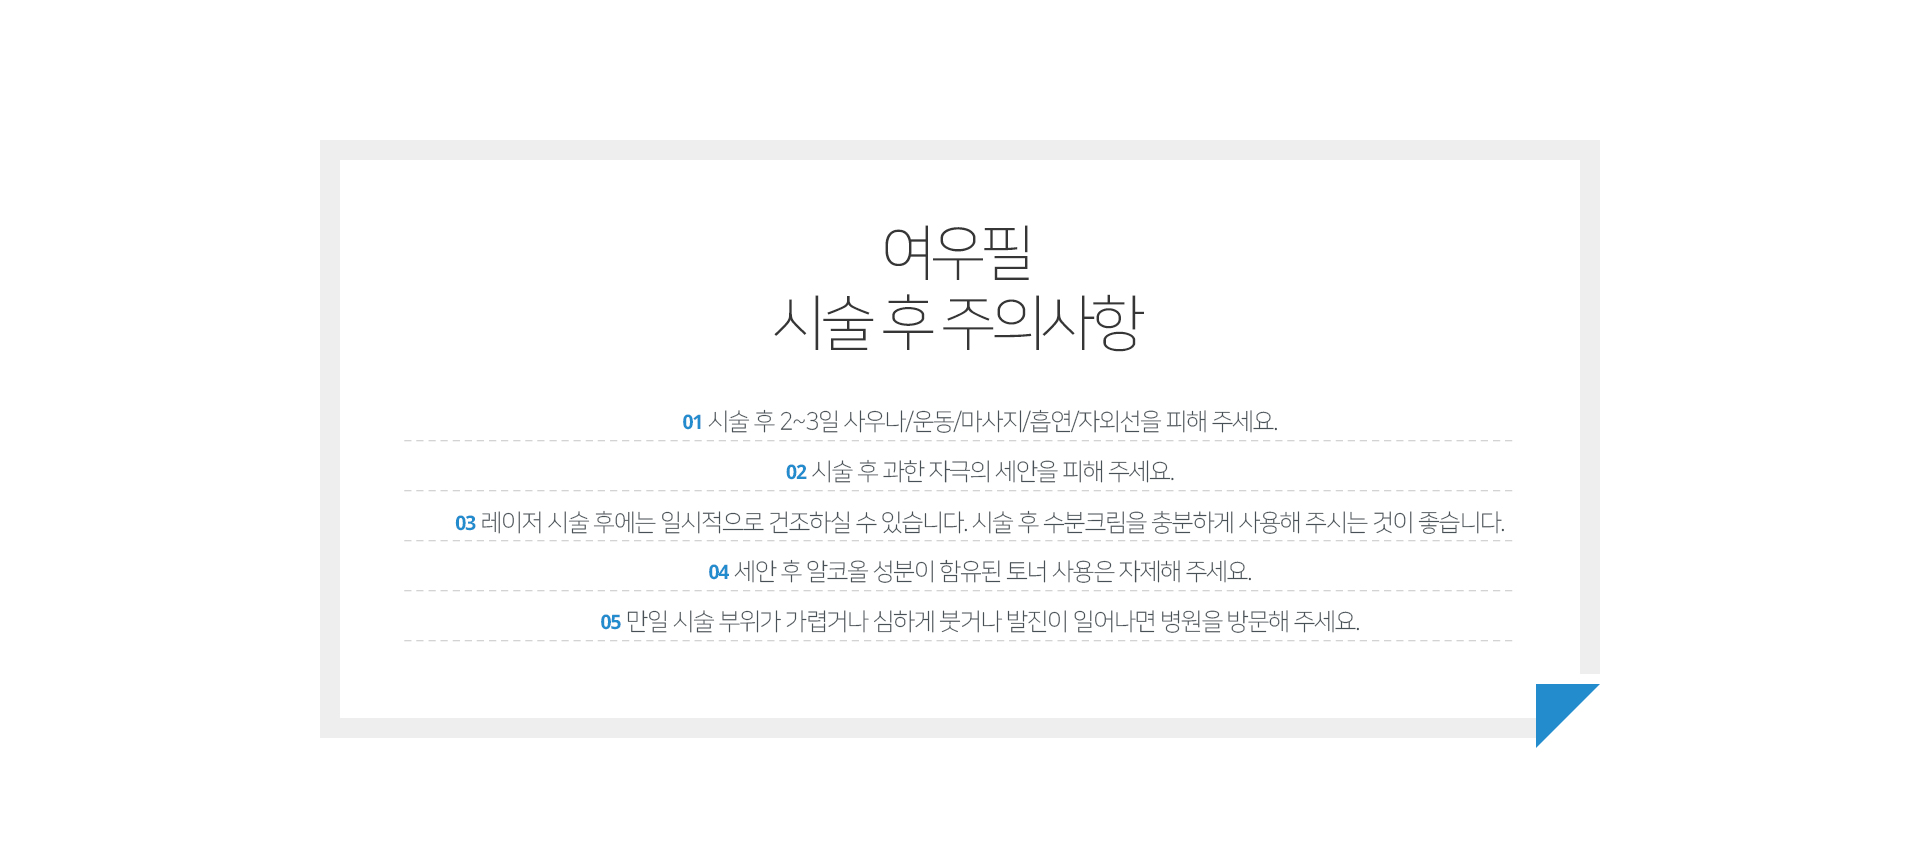 여우필
시술 후 주의사항
01 시술 후 2~3일 사우나/운동/마사지/흡연/자외선을 피해 주세요.
02 시술 후 과한 자극의 세안을 피해 주세요.
03 레이저 시술 후에는 일시적으로 건조하실 수 있습니다. 시술 후 수분크림을 충분하게 사용해 주시는 것이 좋습니다.
04 세안 후 알코올 성분이 함유된 토너 사용은 자제해 주세요.
05 만일 시술 부위가 가렵거나 심하게 붓거나 발진이 일어나면 병원을 방문해 주세요.